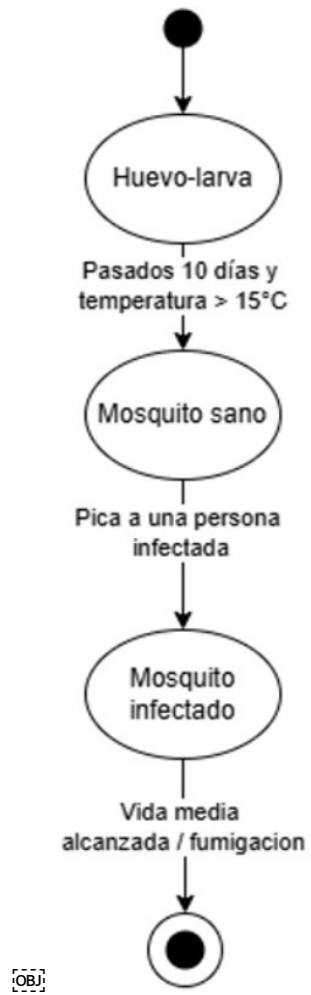 Huevo-larva
Pasados 10 días y
temperatura > 15°C
Mosquito sano
Pica a una persona
infectada
Mosquito
infectado
Vida media
alcanzada / fumigacion
OBJ